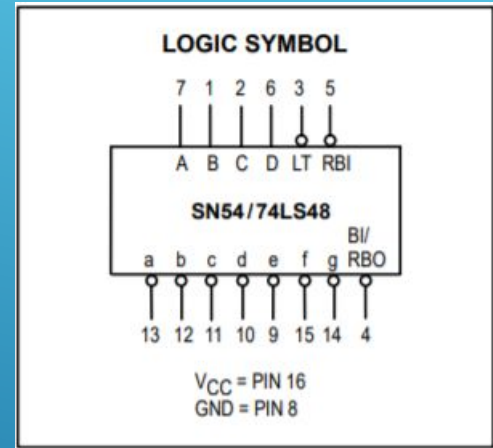 LOGIC SYMBOL
7 1 2 6 3 5
A B C D LT RBI
SN54/74LS48
BI/
a b c d e f g RBO
13 12 11 10 9 15 14 4
VCC = PIN 16
GND = PIN 8